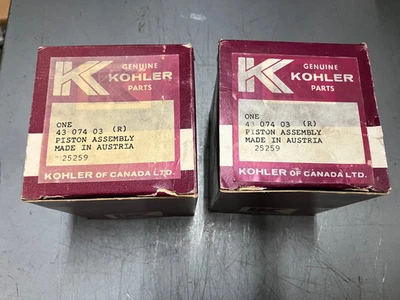 K
GENUINE
KOHLER
PARTS
ONE
43 074 03 (R)
PISTON ASSEMBLY
MADE IN AUSTRIA
25259
KOHLER OF CANADA LTD.
K
GENUINE
KOHLER
PARTS
ONE
43 074 03 (R)
PISTON ASSEMBLY
MADE IN AUSTRIA
25259
KOHLER OF CANADA LTD.